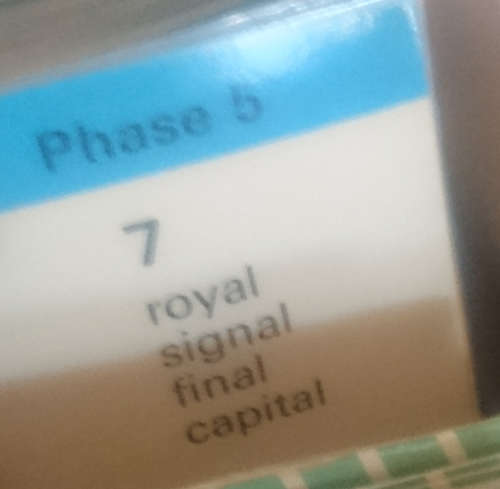 Phase 5
7
royal
signal
final
capital